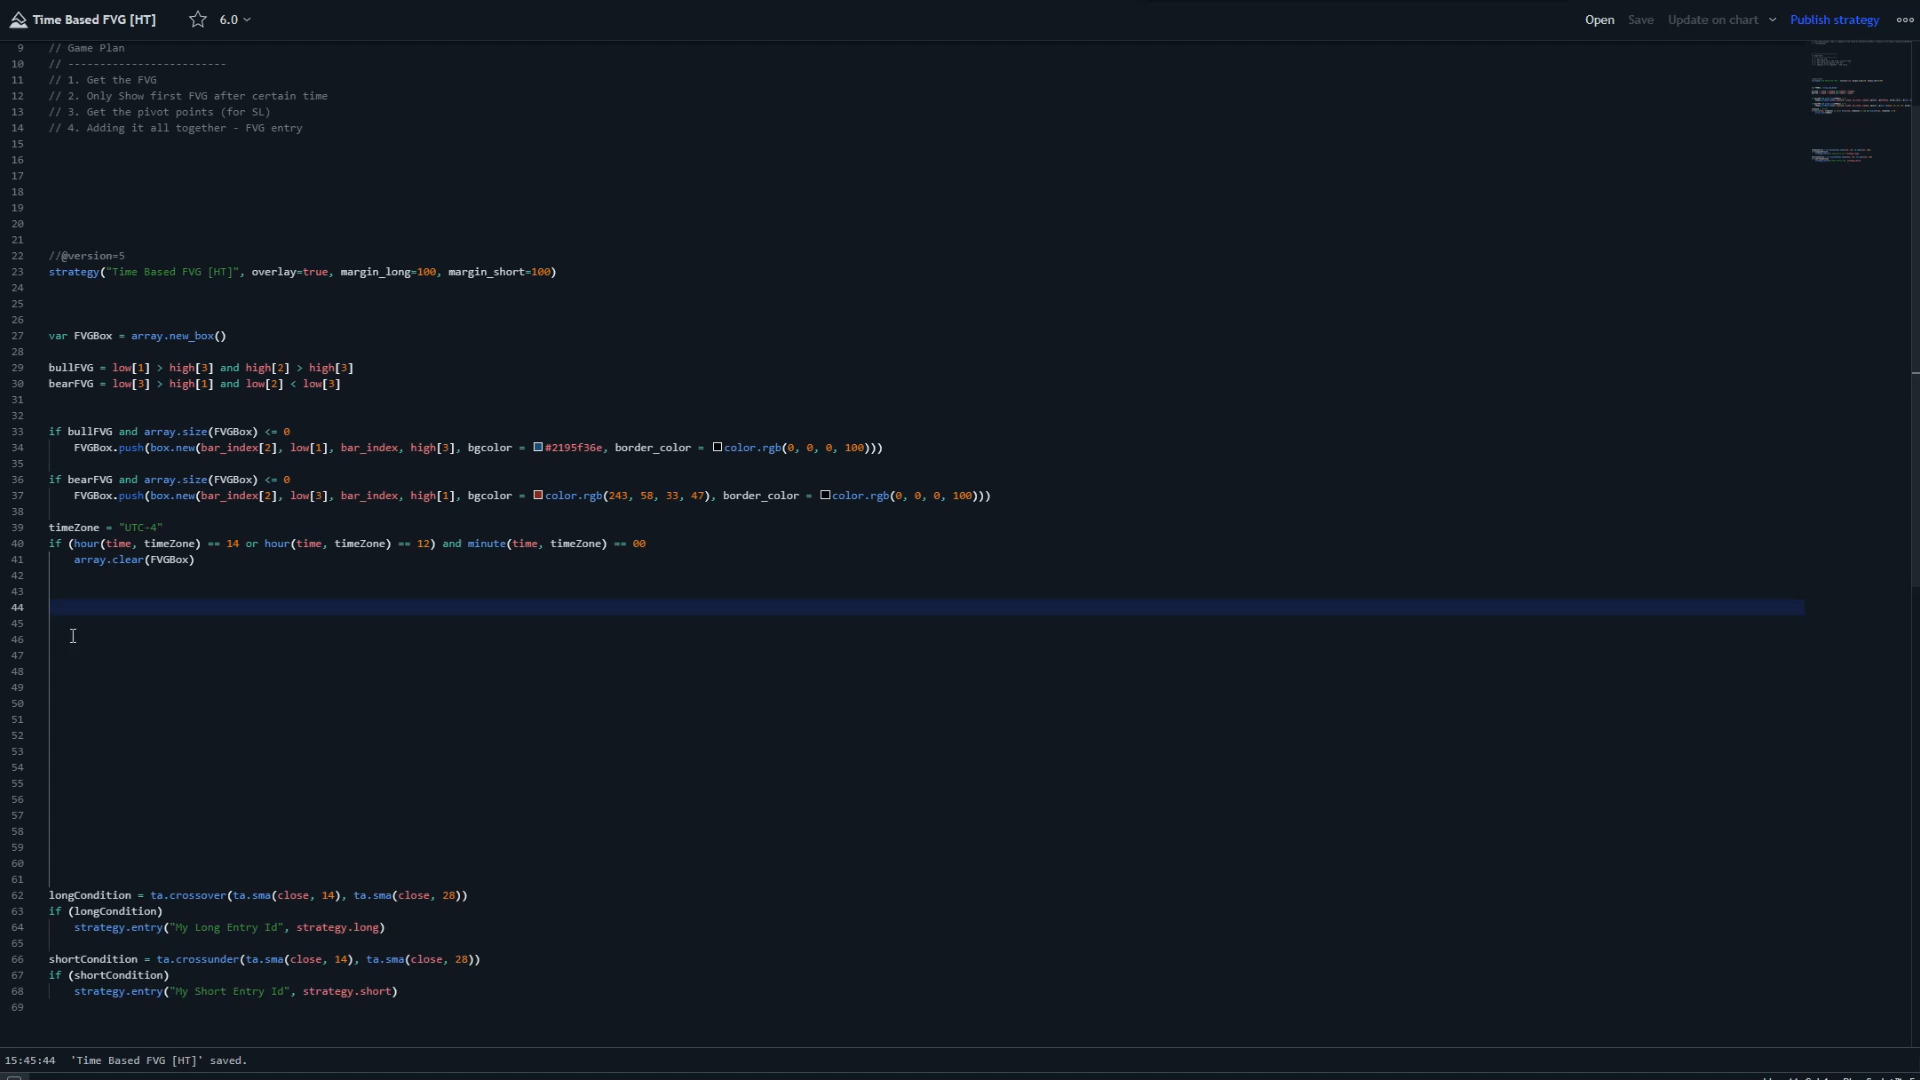 Time Based FVG [HT] 6.0 Open Save Update on chart Publish strategy
9 // Game Plan
10 // -------------------------
11 // 1. Get the FVG
12 // 2. Only Show first FVG after certain time
13 // 3. Get the pivot points (for SL)
14 // 4. Adding it all together - FVG entry
15
16
17
18
19
20
21
22 //@version=5
23 strategy("Time Based FVG [HT]", overlay=true, margin_long=100, margin_short=100)
24
25
26
27 var FVGBox = array.new_box()
28
29 bullFVG = low[1] > high[3] and high[2] > high[3]
30 bearFVG = low[3] > high[1] and low[2] < low[3]
31
32
33 if bullFVG and array.size(FVGBox) <= 0
34 FVGBox.push(box.new(bar_index[2], low[1], bar_index, high[3], bgcolor = #2195f36e, border_color = color.rgb(0, 0, 0, 100)))
35
36 if bearFVG and array.size(FVGBox) <= 0
37 FVGBox.push(box.new(bar_index[2], low[3], bar_index, high[1], bgcolor = color.rgb(243, 58, 33, 47), border_color = color.rgb(0, 0, 0, 100)))
38
39 timeZone = "UTC-4"
40 if (hour(time, timeZone) == 14 or hour(time, timeZone) == 12) and minute(time, timeZone) == 00
41 array.clear(FVGBox)
42
43
44
45
46
47
48
49
50
51
52
53
54
55
56
57
58
59
60
61
62 longCondition = ta.crossover(ta.sma(close, 14), ta.sma(close, 28))
63 if (longCondition)
64 strategy.entry("My Long Entry Id", strategy.long)
65
66 shortCondition = ta.crossunder(ta.sma(close, 14), ta.sma(close, 28))
67 if (shortCondition)
68 strategy.entry("My Short Entry Id", strategy.short)
69
15:45:44 'Time Based FVG [HT]' saved.